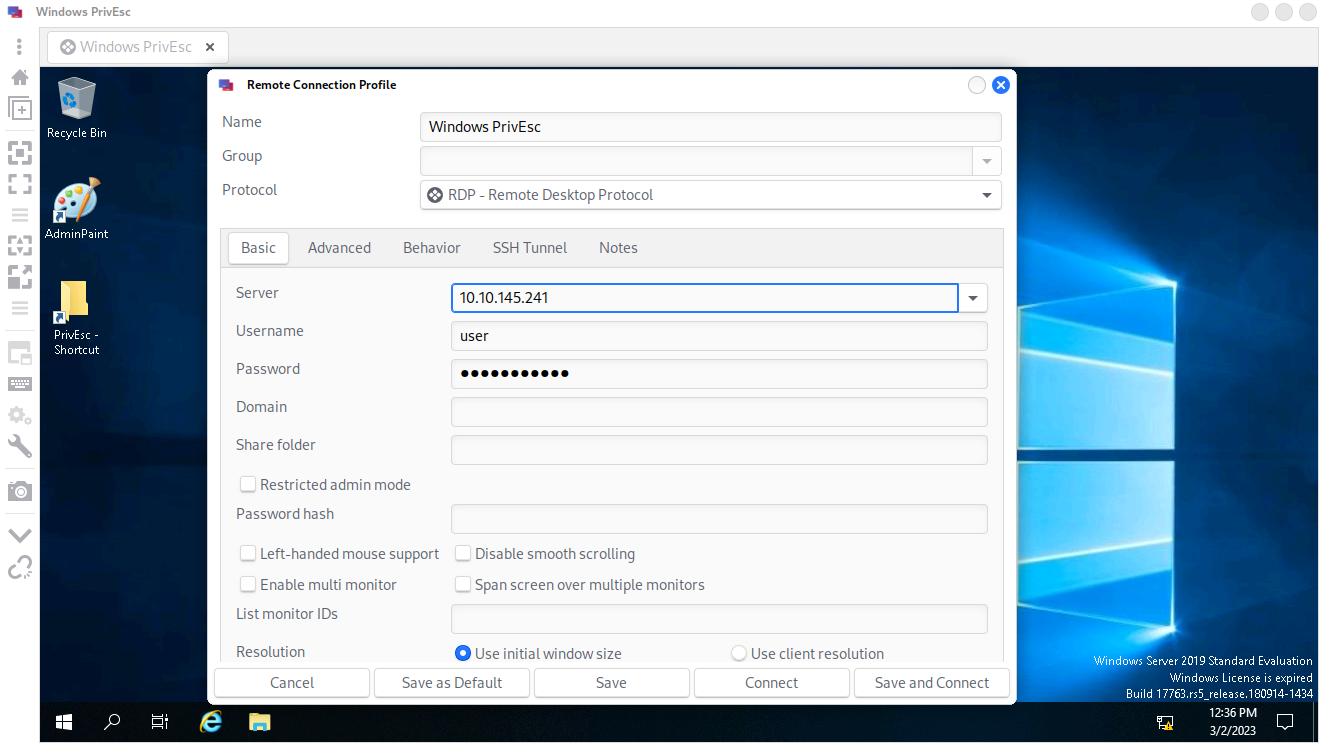 Windows PrivEsc
Windows PrivEsc
Recycle Bin
AdminPaint
PrivEsc -
Shortcut
Remote Connection Profile
Name
Windows PrivEsc
Group
Protocol
RDP - Remote Desktop Protocol
Basic Advanced Behavior SSH Tunnel Notes
Server
10.10.145.241
Username
user
Password
●●●●●●●●●●●
Domain
Share folder
Restricted admin mode
Password hash
Left-handed mouse support Disable smooth scrolling
Enable multi monitor Span screen over multiple monitors
List monitor IDs
Resolution
Use initial window size Use client resolution
Cancel Save as Default Save Connect Save and Connect
Windows Server 2019 Standard Evaluation
Windows License is expired
Build 17763.rs5_release.180914-1434
12:36 PM
3/2/2023